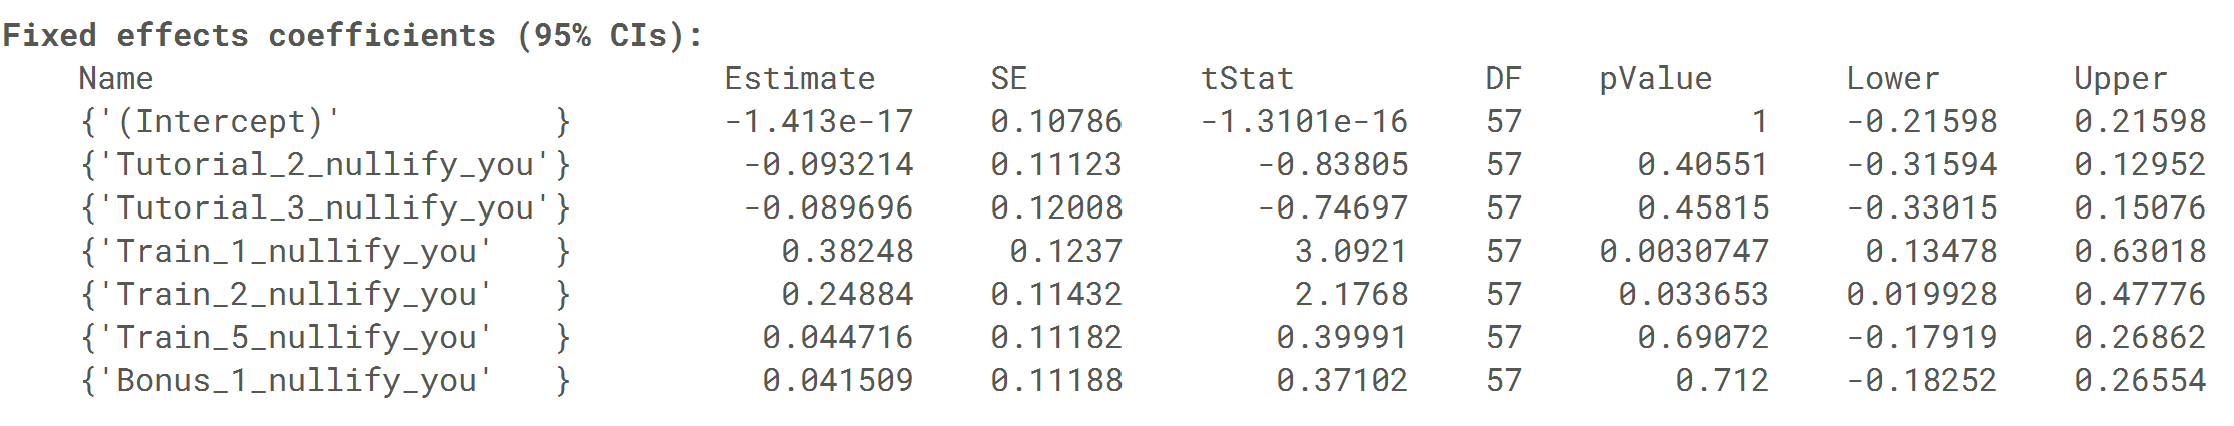 Fixed effects coefficients (95% CIs):
Name Estimate SE tStat DF pValue Lower Upper
{'(Intercept)' } -1.413e-17 0.10786 -1.3101e-16 57 1 -0.21598 0.21598
{'Tutorial_2_nullify_you'} -0.093214 0.11123 -0.83805 57 0.40551 -0.31594 0.12952
{'Tutorial_3_nullify_you'} -0.089696 0.12008 -0.74697 57 0.45815 -0.33015 0.15076
{'Train_1_nullify_you' } 0.38248 0.1237 3.0921 57 0.0030747 0.13478 0.63018
{'Train_2_nullify_you' } 0.24884 0.11432 2.1768 57 0.033653 0.019928 0.47776
{'Train_5_nullify_you' } 0.044716 0.11182 0.39991 57 0.69072 -0.17919 0.26862
{'Bonus_1_nullify_you' } 0.041509 0.11188 0.37102 57 0.712 -0.18252 0.26554